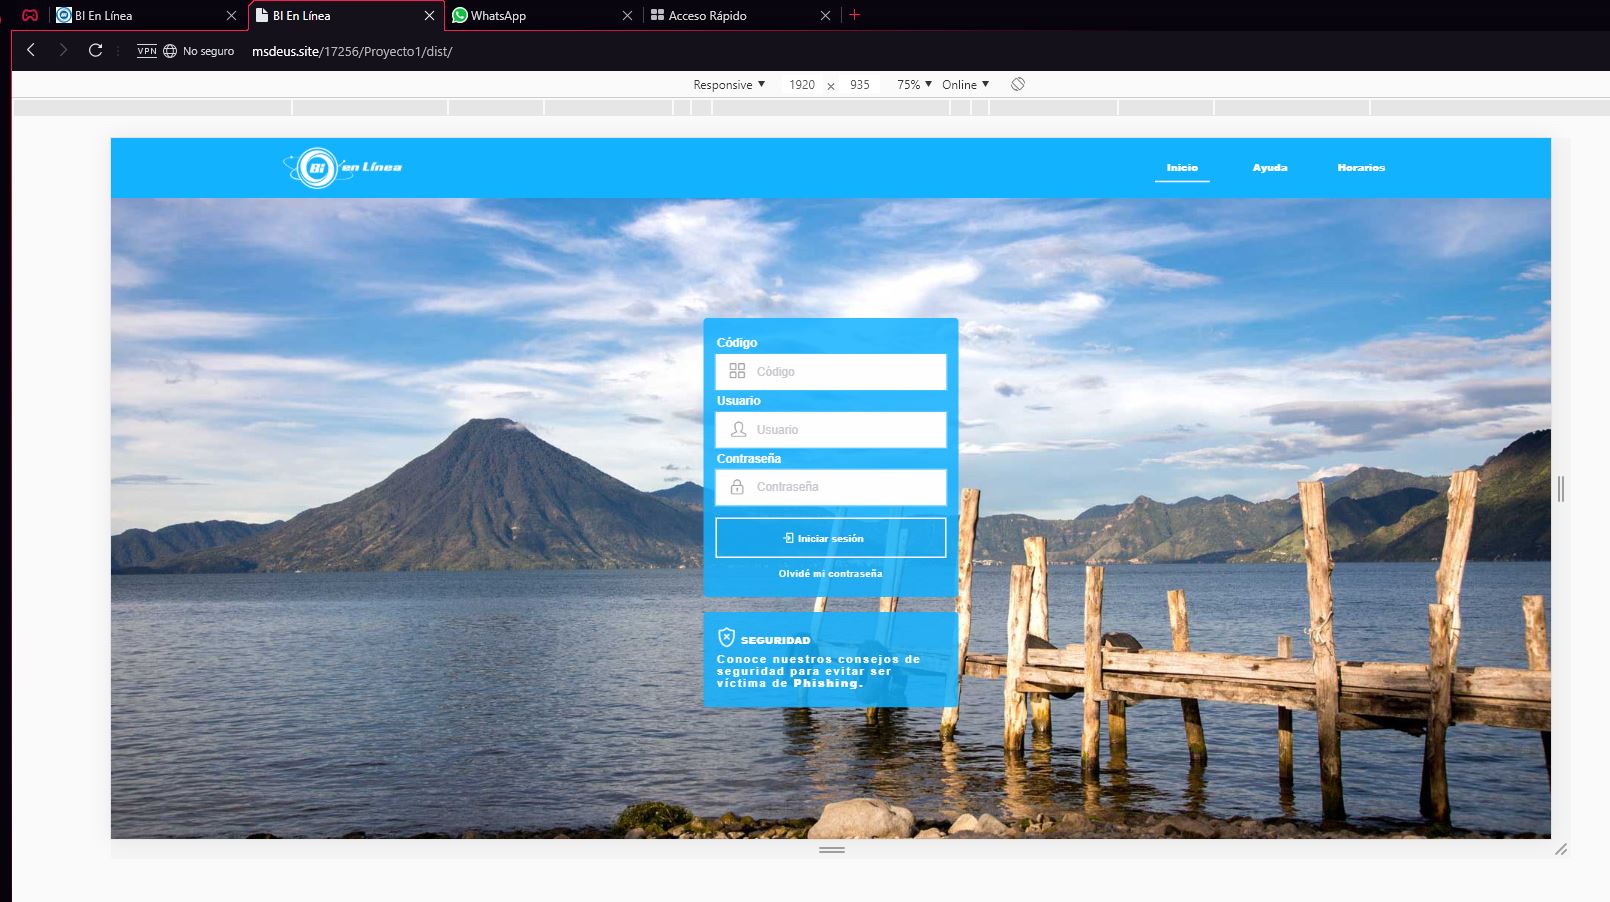 BI En Línea
BI En Línea
WhatsApp
Acceso Rápido
VPN
No seguro
msdeus.site/17256/Proyecto1/dist/
Responsive ▼
1920 x 935
75% ▼
Online ▼
Bi en Línea
Inicio
Ayuda
Horarios
Código
Código
Usuario
Usuario
Contraseña
Contraseña
Iniciar sesión
Olvidé mi contraseña
SEGURIDAD
Conoce nuestros consejos de
seguridad para evitar ser
víctima de Phishing.